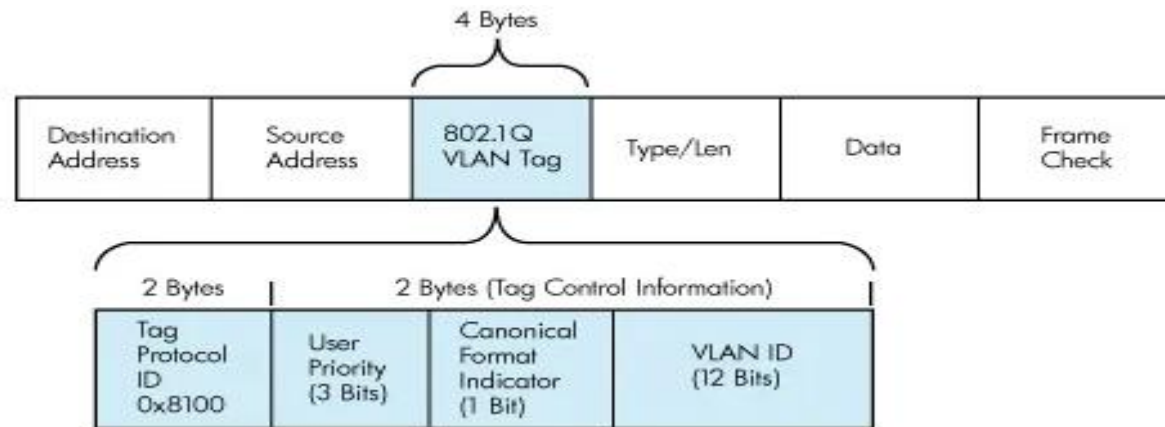 4 Bytes
Destination
Address
Source
Address
802.1Q
VLAN Tag
Type/Len
Data
Frame
Check
2 Bytes
2 Bytes (Tag Control Information)
Tag
Protocol
ID
0x8100
User
Priority
(3 Bits)
Canonical
Format
Indicator
(1 Bit)
VLAN ID
(12 Bits)